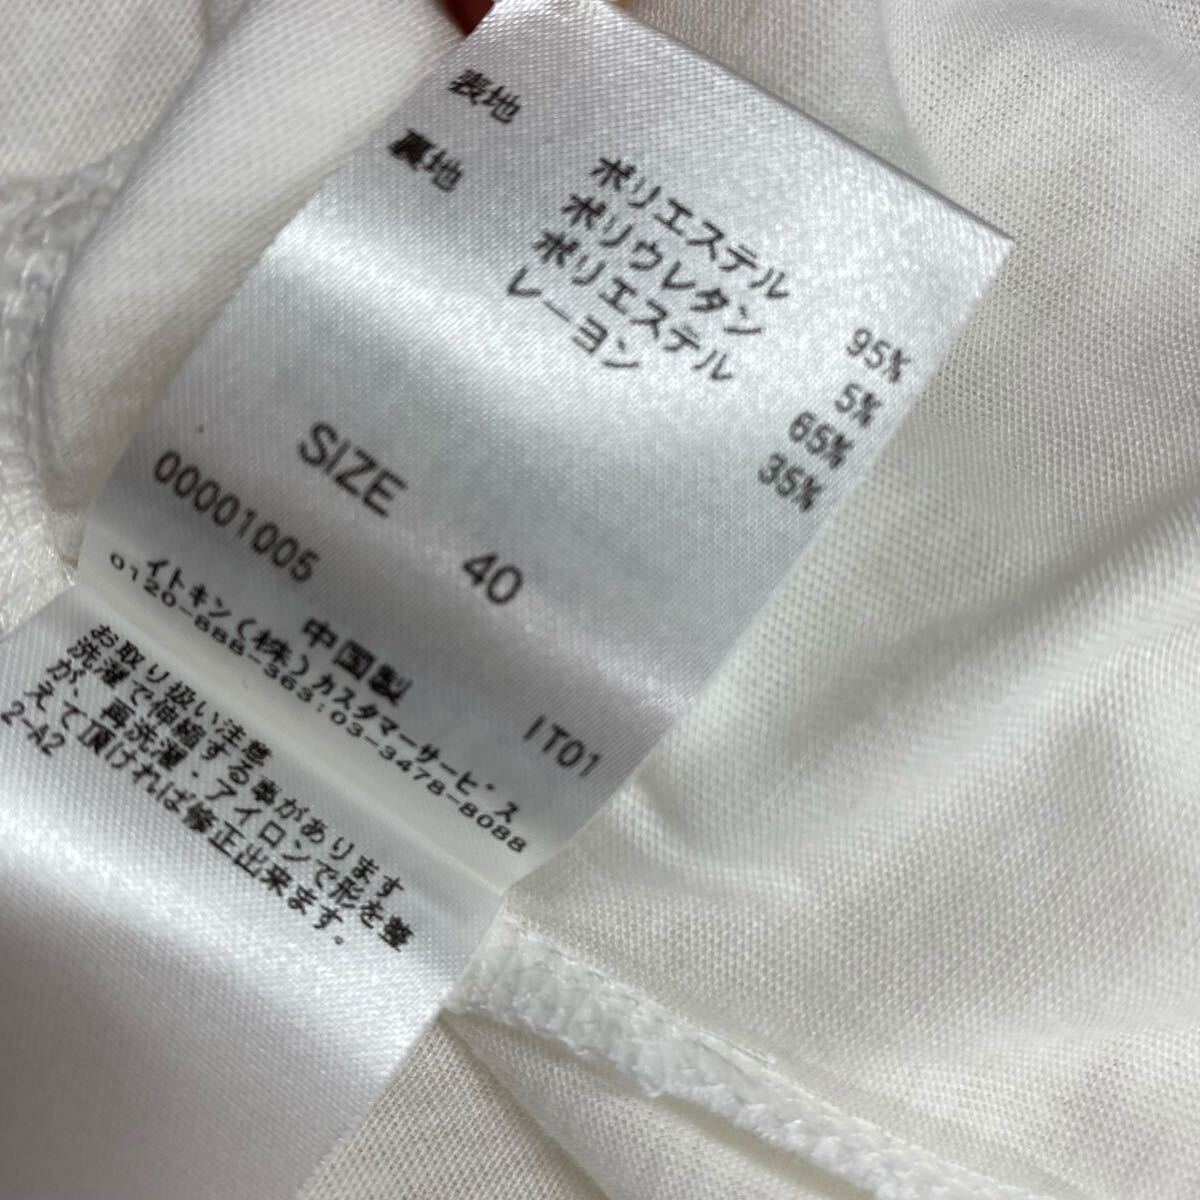 表地 ポリエステル 95%
ポリウレタン 5%
裏地 ポリエステル 65%
レーヨン 35%
SIZE 40
00001005
中国製 IT01
イトキン(株)カスタマーサービス
0120-888-363:03-3478-8088
お取り扱い注意
洗濯で伸縮する事があります
が、再洗濯・アイロンで形を整
えて頂ければ修正出来ます。
2-A2